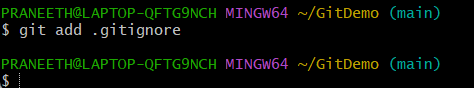 PRANEETH@LAPTOP-QFTG9NCH MINGW64 ~/GitDemo (main)
$ git add .gitignore
PRANEETH@LAPTOP-QFTG9NCH MINGW64 ~/GitDemo (main)
$